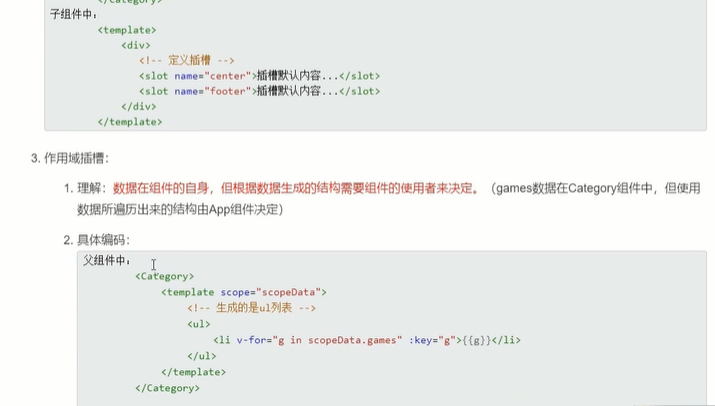 </Category>
子组件中：
<template>
<div>
<!-- 定义插槽 -->
<slot name="center">插槽默认内容...</slot>
<slot name="footer">插槽默认内容...</slot>
</div>
</template>
3. 作用域插槽：
1. 理解：数据在组件的自身，但根据数据生成的结构需要组件的使用者来决定。（games数据在Category组件中，但使用
数据所遍历出来的结构由App组件决定）
2. 具体编码：
父组件中：
<Category>
<template scope="scopeData">
<!-- 生成的是ul列表 -->
<ul>
<li v-for="g in scopeData.games" :key="g">{{g}}</li>
</ul>
</template>
</Category>